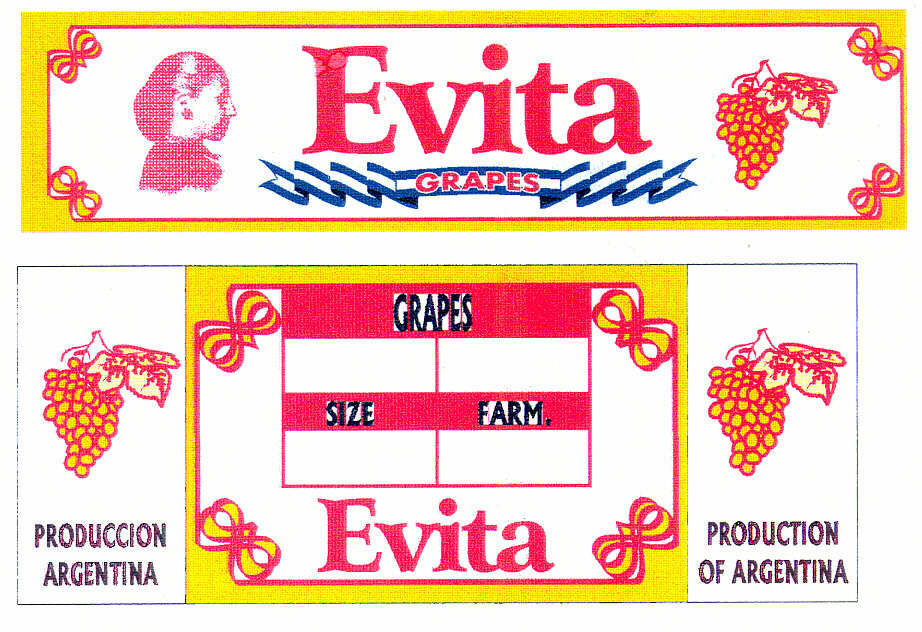 Evita
GRAPES
GRAPES
SIZE FARM.
Evita
PRODUCCION
ARGENTINA
PRODUCTION
OF ARGENTINA